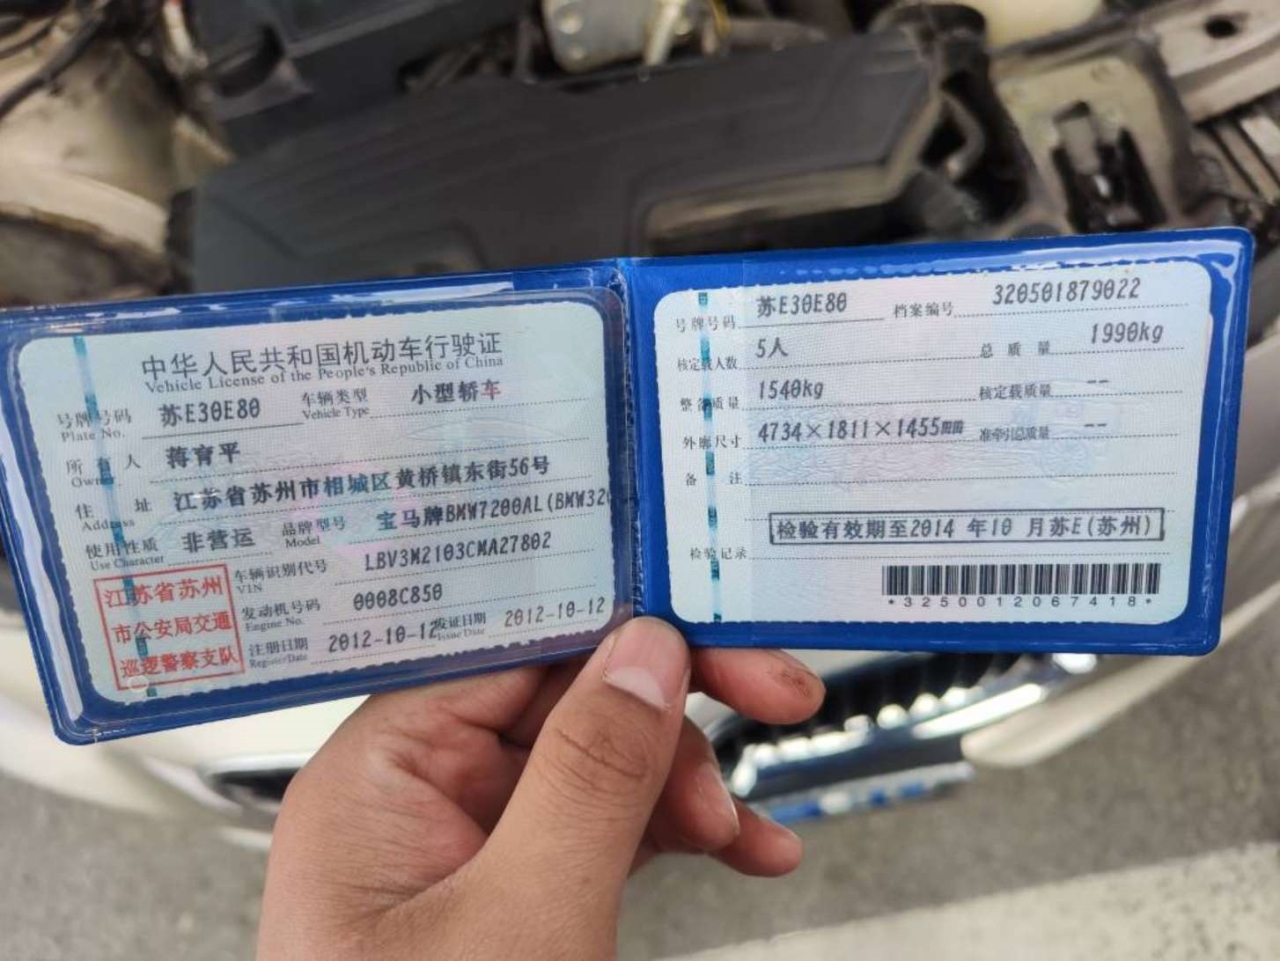 中华人民共和国机动车行驶证
Vehicle License of the People's Republic of China
号牌号码 苏E30E80 车辆类型 小型轿车
Plate No. Vehicle Type
所有人 蒋育平
Owner
住址 江苏省苏州市相城区黄桥镇东街56号
Address
使用性质 非营运 品牌型号 宝马牌BMW7200AL(BMW320
Use Character Model
车辆识别代号 LBV3M2103CMA27802
VIN
发动机号码 0008C850
Engine No.
注册日期 2012-10-12 发证日期 2012-10-12
Register Date Issue Date
江苏省苏州
市公安局交通
巡逻警察支队
号牌号码 苏E30E80 档案编号 320501879022
核定载人数 5人 总质量 1990kg
整备质量 1540kg 核定载质量 --
外廓尺寸 4734×1811×1455 准牵引总质量 --
备注
检验有效期至2014 年10 月苏E(苏州)
检验记录
*3250012067418*